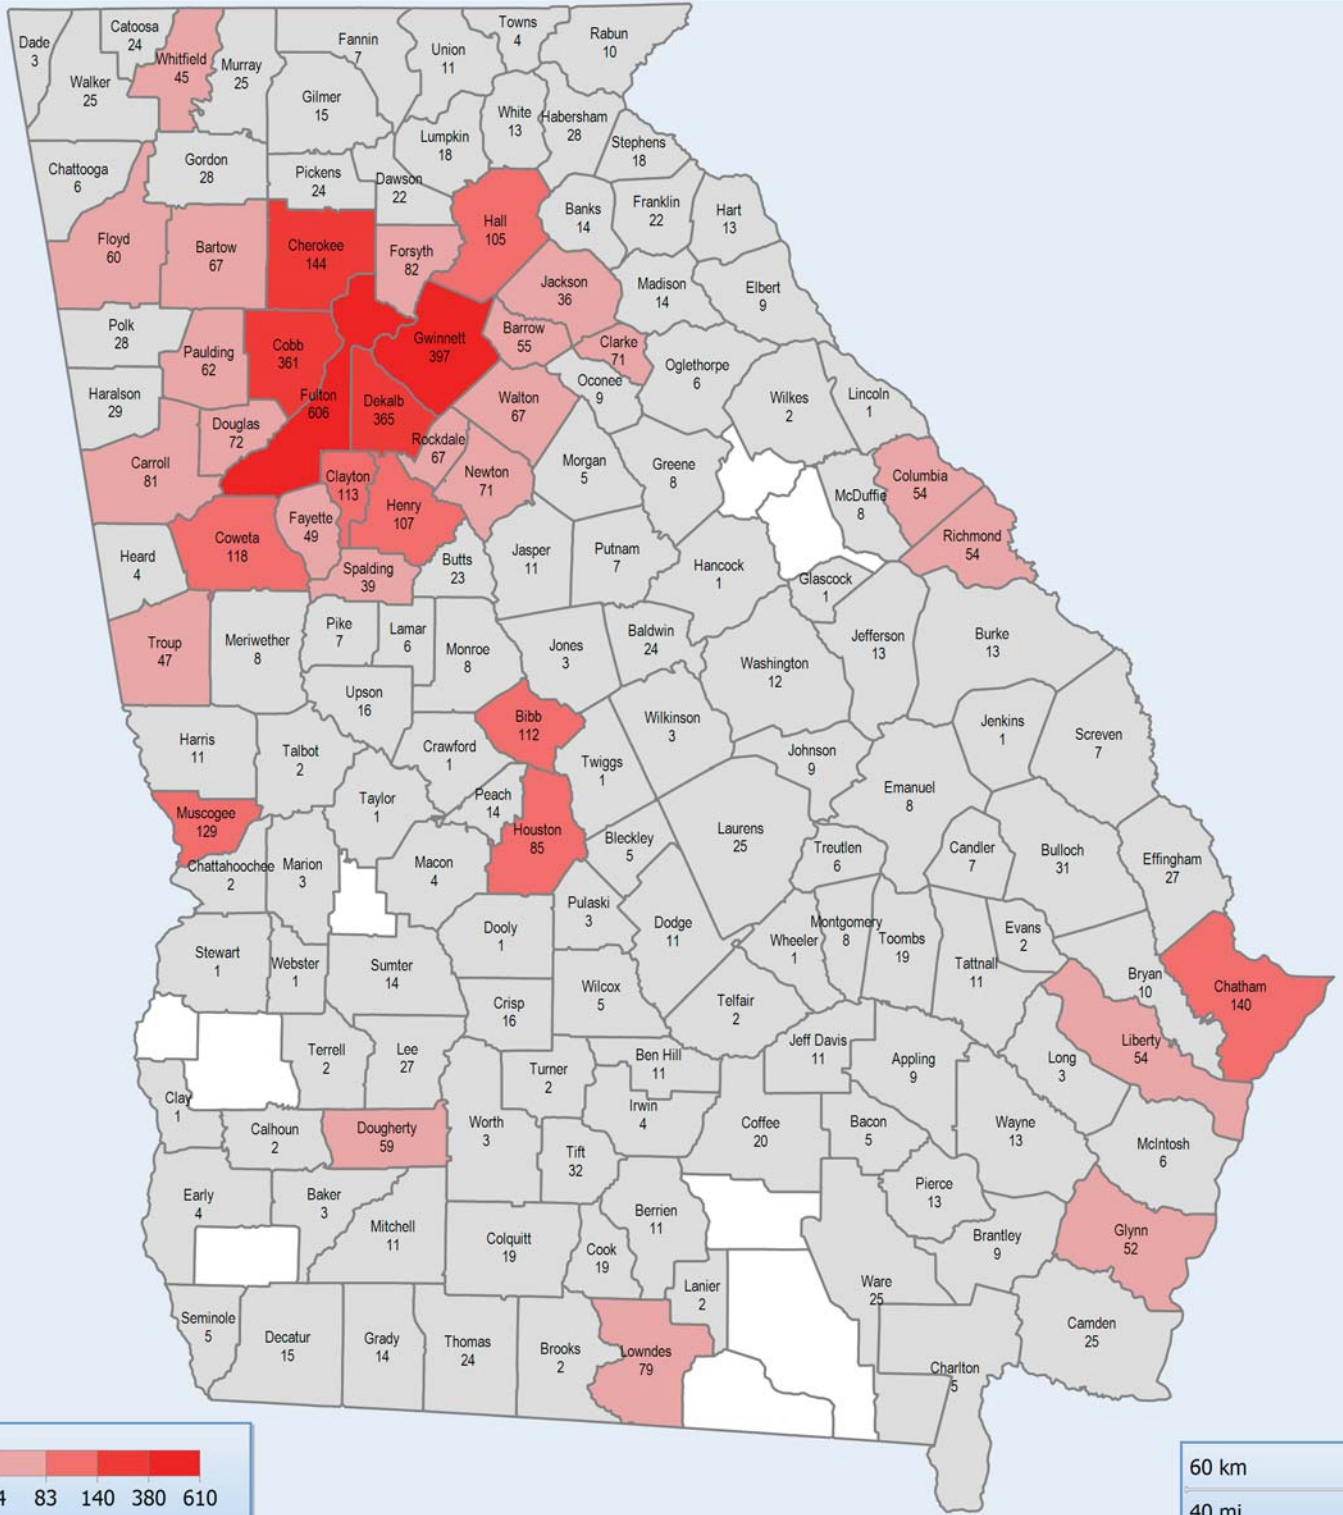 Dade
3
Catoosa
24
Whitfield
45
Walker
25
Murray
25
Fannin
7
Gilmer
15
Union
11
Towns
4
Rabun
10
Lumpkin
18
White
13
Habersham
28
Stephens
18
Chattooga
6
Gordon
28
Pickens
24
Dawson
22
Hall
105
Banks
14
Franklin
22
Hart
13
Floyd
60
Bartow
67
Cherokee
144
Forsyth
82
Jackson
36
Madison
14
Elbert
9
Polk
28
Paulding
62
Cobb
361
Gwinnett
397
Barrow
55
Clarke
71
Oconee
9
Oglethorpe
6
Wilkes
2
Lincoln
1
Haralson
29
Douglas
72
Fulton
606
Dekalb
365
Rockdale
67
Walton
67
Carroll
81
Clayton
113
Henry
107
Newton
71
Morgan
5
Greene
8
McDuffie
8
Columbia
54
Richmond
54
Heard
4
Coweta
118
Fayette
49
Spalding
39
Butts
23
Jasper
11
Putnam
7
Hancock
1
Glascock
1
Troup
47
Meriwether
8
Pike
7
Lamar
6
Monroe
8
Jones
3
Baldwin
24
Washington
12
Jefferson
13
Burke
13
Upson
16
Bibb
112
Wilkinson
3
Jenkins
1
Screven
7
Harris
11
Talbot
2
Crawford
1
Twiggs
1
Johnson
9
Emanuel
8
Muscogee
129
Taylor
1
Peach
14
Houston
85
Bleckley
5
Laurens
25
Treutlen
6
Candler
7
Bulloch
31
Effingham
27
Chattahoochee
2
Marion
3
Macon
4
Pulaski
3
Dodge
11
Stewart
1
Webster
1
Sumter
14
Dooly
1
Wheeler
1
Montgomery
8
Toombs
19
Evans
2
Tattnall
11
Bryan
10
Chatham
140
Crisp
16
Wilcox
5
Telfair
2
Terrell
2
Lee
27
Turner
2
Ben Hill
11
Jeff Davis
11
Appling
9
Long
3
Liberty
54
Clay
1
Calhoun
2
Dougherty
59
Worth
3
Irwin
4
Coffee
20
Bacon
5
Wayne
13
McIntosh
6
Tift
32
Early
4
Baker
3
Mitchell
11
Colquitt
19
Cook
19
Berrien
11
Pierce
13
Brantley
9
Glynn
52
Seminole
5
Decatur
15
Grady
14
Thomas
24
Brooks
2
Lowndes
79
Lanier
2
Ware
25
Charlton
5
Camden
25
4 83 140 380 610
60 km
40 mi